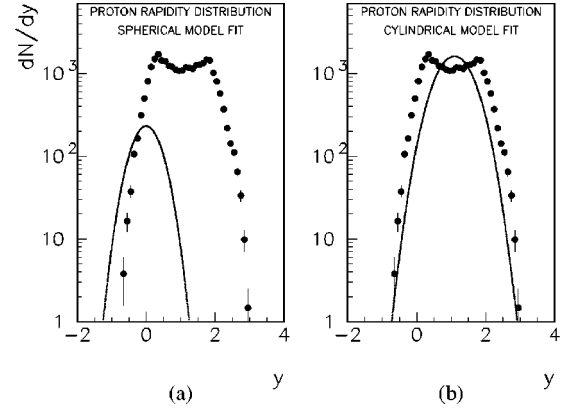 dN/dy
PROTON RAPIDITY DISTRIBUTION
SPHERICAL MODEL FIT
10³
10²
10
1
−2 0 2 4
y
(a)
PROTON RAPIDITY DISTRIBUTION
CYLINDRICAL MODEL FIT
10³
10²
10
1
−2 0 2 4
y
(b)